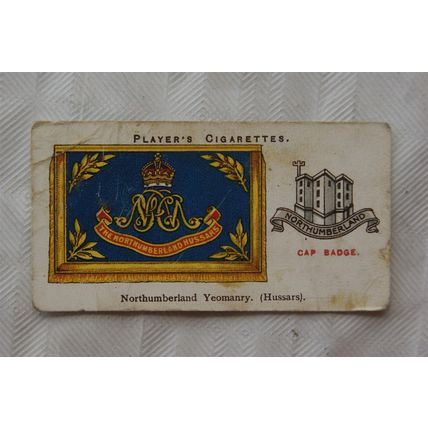 PLAYER'S CIGARETTES.
THE NORTHUMBERLAND HUSSARS
NORTHUMBERLAND
CAP BADGE.
Northumberland Yeomanry. (Hussars).